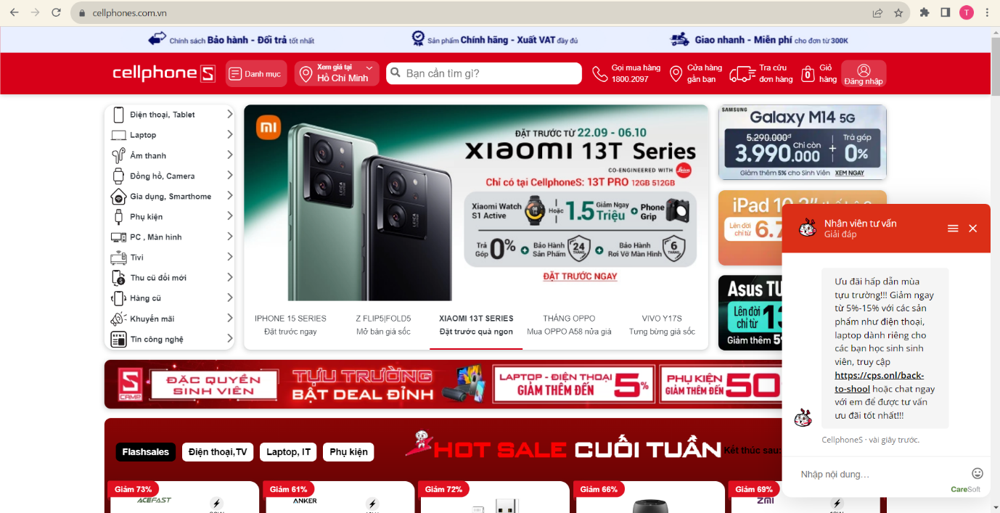 cellphones.com.vn
T
Chính sách Bảo hành - Đổi trả tốt nhất
Sản phẩm Chính hãng - Xuất VAT đầy đủ
Giao nhanh - Miễn phí cho đơn từ 300K
cellphoneS
Danh mục
Xem giá tại
Hồ Chí Minh
Bạn cần tìm gì?
Gọi mua hàng
1800.2097
Cửa hàng
gần bạn
Tra cứu
đơn hàng
0
Giỏ
hàng
Đăng nhập
Điện thoại, Tablet
Laptop
Âm thanh
Đồng hồ, Camera
Gia dụng, Smarthome
Phụ kiện
PC , Màn hình
Tivi
Thu cũ đổi mới
Hàng cũ
Khuyến mãi
Tin công nghệ
ĐẶT TRƯỚC TỪ 22.09 - 06.10
XIAOMI 13T Series
CO-ENGINEERED WITH Leica
Chỉ có tại CellphoneS: 13T PRO 12GB 512GB
Xiaomi Watch
S1 Active
Hoặc
1.5 Giảm Ngay
Triệu
Phone
Grip
Trả
Góp
0%
Bảo Hành
Sản Phẩm
24
THÁNG
Bảo Hành
Rơi Vỡ Màn Hình
6
THÁNG
ĐẶT TRƯỚC NGAY
IPHONE 15 SERIES
Đặt trước ngay
Z FLIP5|FOLD5
Mở bán giá sốc
XIAOMI 13T SERIES
Đặt trước quà ngon
THÁNG OPPO
Mua OPPO A58 nửa giá
VIVO Y17S
Tưng bừng giá sốc
SAMSUNG
Galaxy M14 5G
5.290.000đ
Chỉ còn
3.990.000
+
Trả góp
0%
Giảm thêm 5% cho Sinh Viên XEM NGAY
iPad 10.2"
Lên đời
chỉ từ
6.7
Asus TU
Lên đời
chỉ từ
13
Giảm thêm 5
Nhân viên tư vấn
Giải đáp
Ưu đãi hấp dẫn mùa
tựu trường!!! Giảm ngay
từ 5%-15% với các sản
phẩm như điện thoại,
laptop dành riêng cho
các bạn học sinh sinh
viên, truy cập
https://cps.onl/back-
to-shool hoặc chat ngay
với em để được tư vấn
ưu đãi tốt nhất!!!
CellphoneS · vài giây trước.
Nhập nội dung…
CareSoft
S
CAMP
ĐẶC QUYỀN
SINH VIÊN
TỰU TRƯỜNG
BẬT DEAL ĐỈNH
LAPTOP - ĐIỆN THOẠI
GIẢM THÊM ĐẾN
5%
PHỤ KIỆN
GIẢM THÊM ĐẾN
50
HOT SALE CUỐI TUẦN
Kết thúc sau:
Flashsales
Điện thoại,TV
Laptop, IT
Phụ kiện
Giảm 73%
ACEFAST
Giảm 61%
ANKER
Giảm 72%
Giảm 66%
Giảm 69%
ZMI